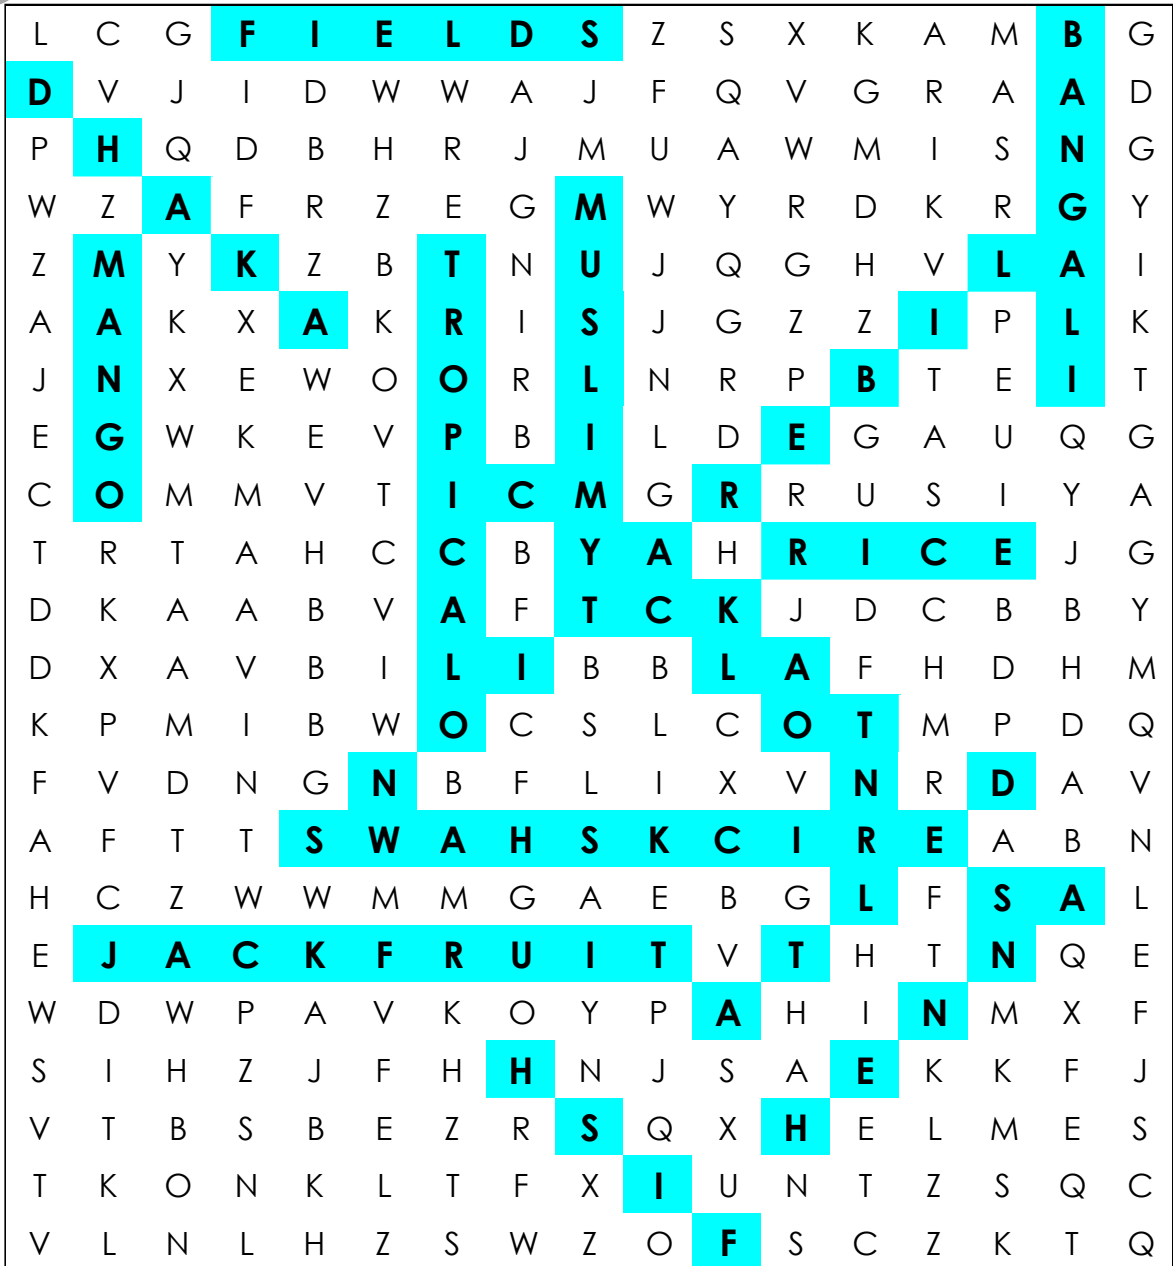 L C G F I E L D S Z S X K A M B G
D V J I D W W A J F Q V G R A A D
P H Q D B H R J M U A W M I S N G
W Z A F R Z E G M W Y R D K R G Y
Z M Y K Z B T N U J Q G H V L A I
A A K X A K R I S J G Z Z I P L K
J N X E W O O R L N R P B T E I T
E G W K E V P B I L D E G A U Q G
C O M M V T I C M G R R U S I Y A
T R T A H C C B Y A H R I C E J G
D K A A B V A F T C K J D C B B Y
D X A V B I L I B B L A F H D H M
K P M I B W O C S L C O T M P D Q
F V D N G N B F L I X V N R D A V
A F T T S W A H S K C I R E A B N
H C Z W W M M G A E B G L F S A L
E J A C K F R U I T V T H T N Q E
W D W P A V K O Y P A H I N M X F
S I H Z J F H H N J S A E K K F J
V T B S B E Z R S Q X H E L M E S
T K O N K L T F X I U N T Z S Q C
V L N L H Z S W Z O F S C Z K T Q